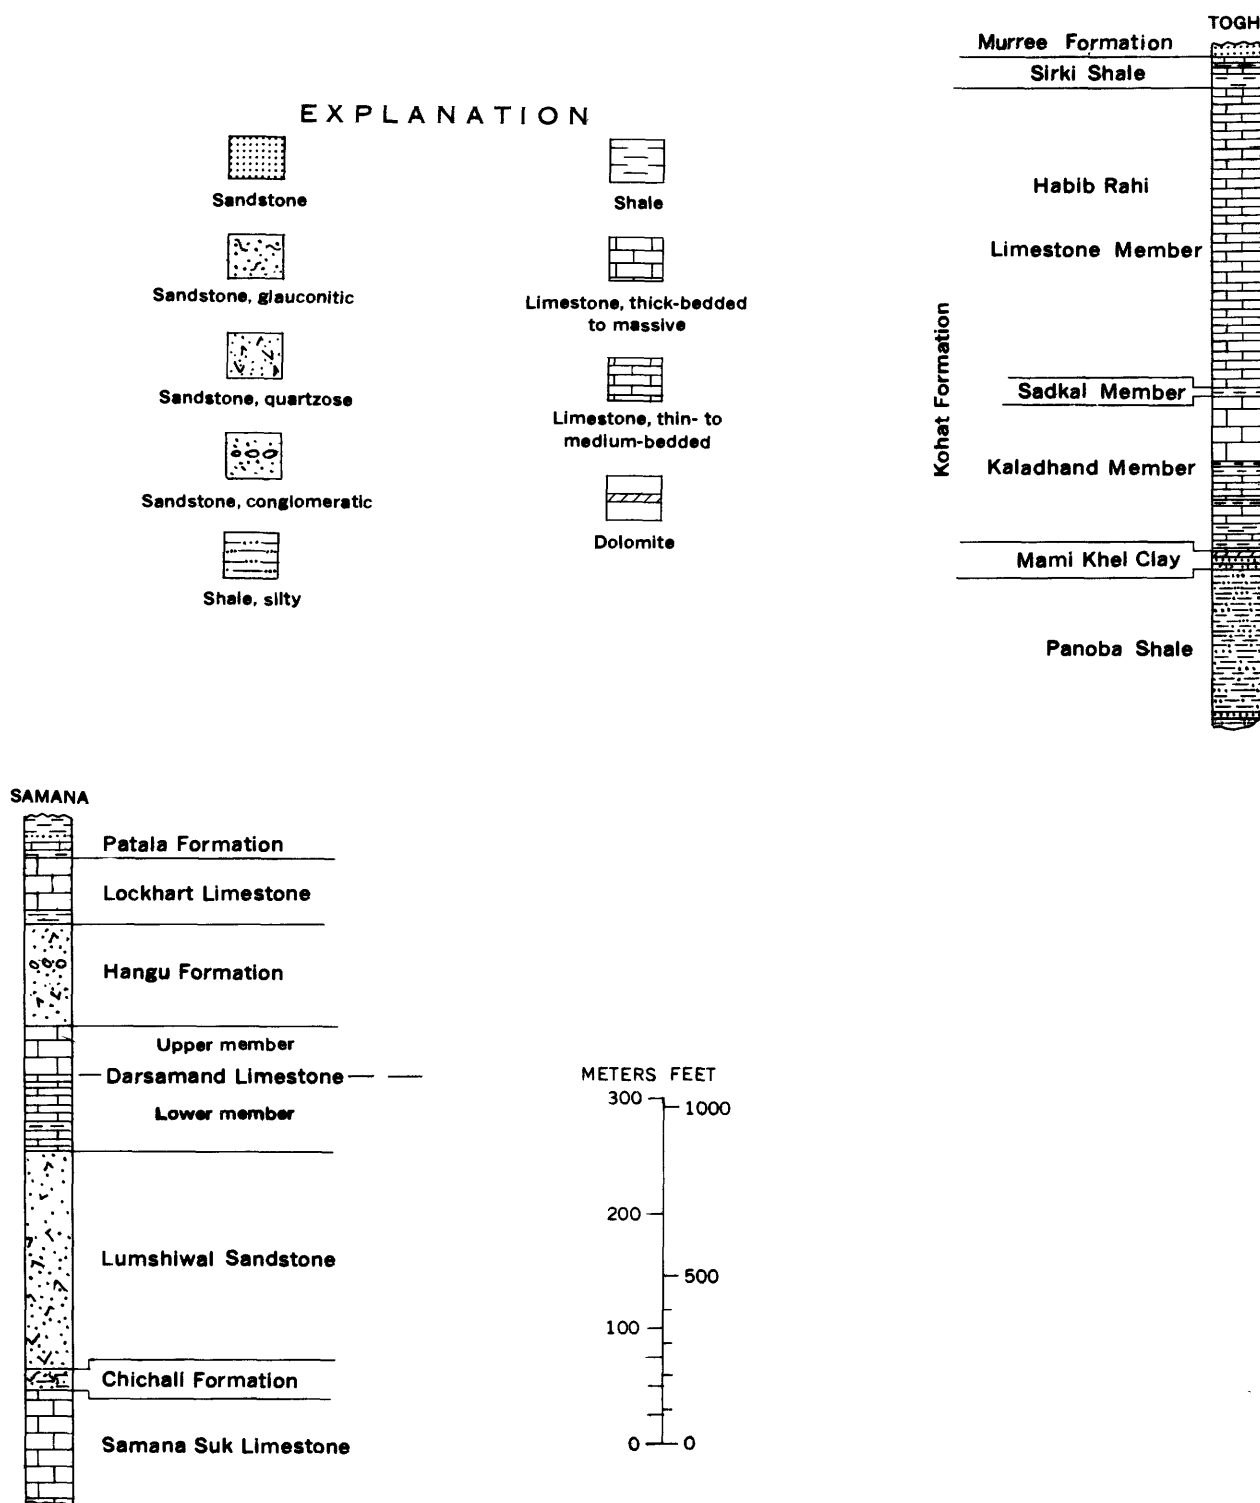 TOGH
Murree Formation
Sirki Shale
Habib Rahi
Limestone Member
Kohat Formation
Sadkal Member
Kaladhand Member
Mami Khel Clay
Panoba Shale
EXPLANATION
Sandstone
Sandstone, glauconitic
Sandstone, quartzose
Sandstone, conglomeratic
Shale, silty
Shale
Limestone, thick-bedded
to massive
Limestone, thin- to
medium-bedded
Dolomite
SAMANA
Patala Formation
Lockhart Limestone
Hangu Formation
Upper member
Darsamand Limestone
Lower member
Lumshiwal Sandstone
Chichali Formation
Samana Suk Limestone
METERS FEET
300
1000
200
500
100
0 0